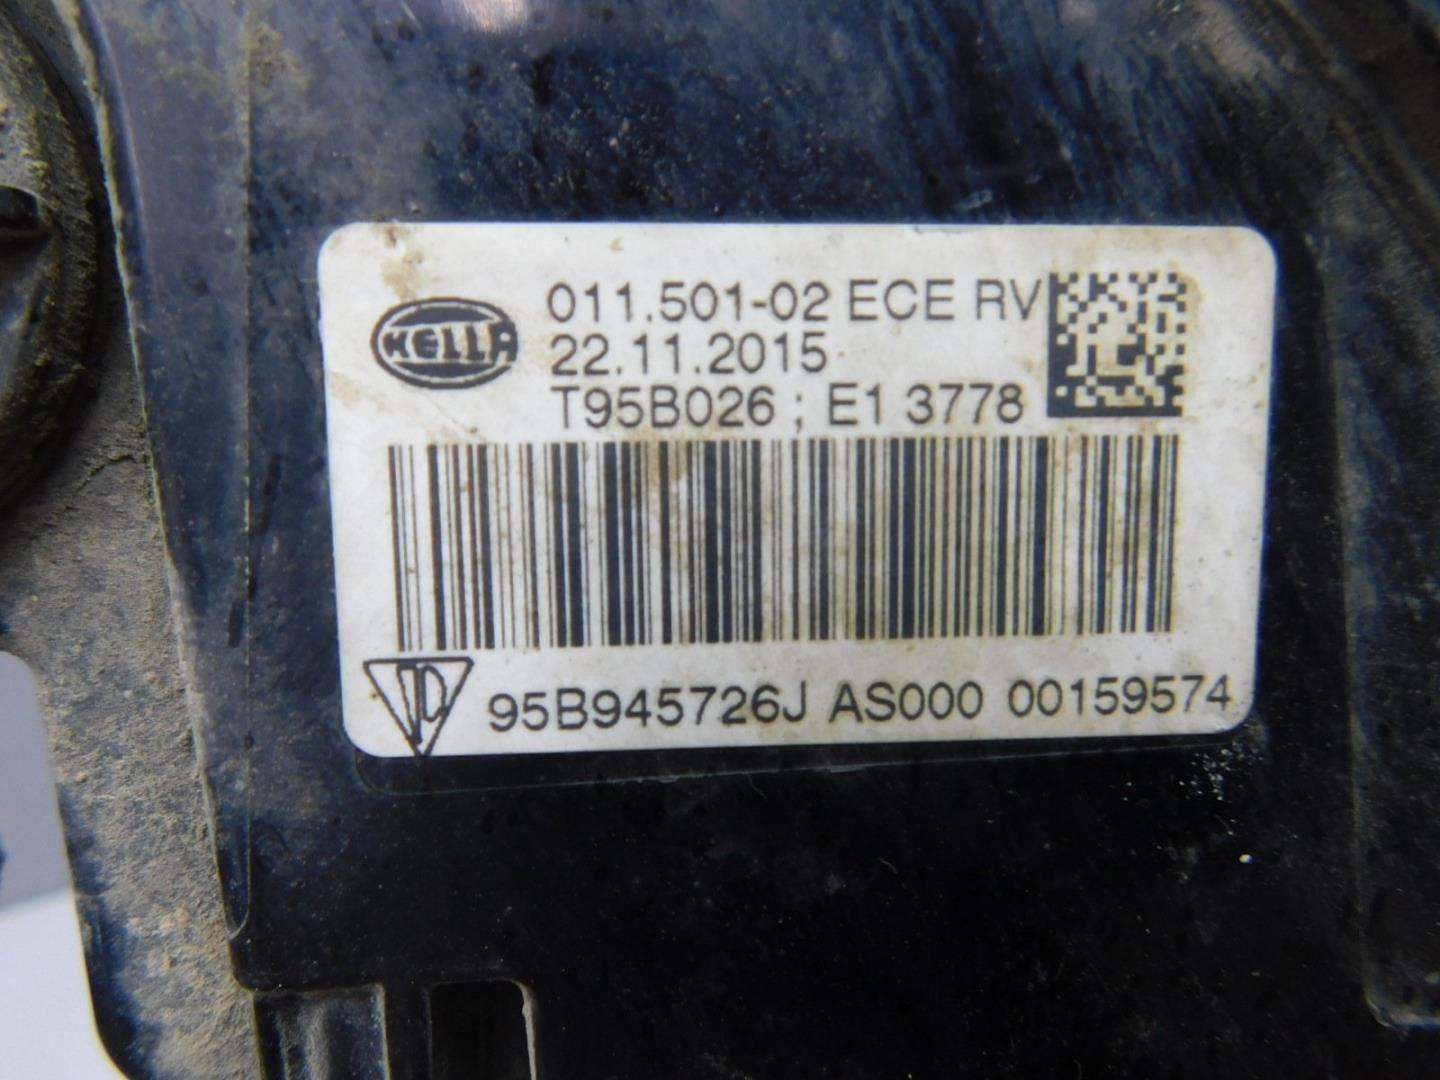 HELLA
011.501-02 ECE RV
22.11.2015
T95B026 ; E1 3778
95B945726J AS000 00159574